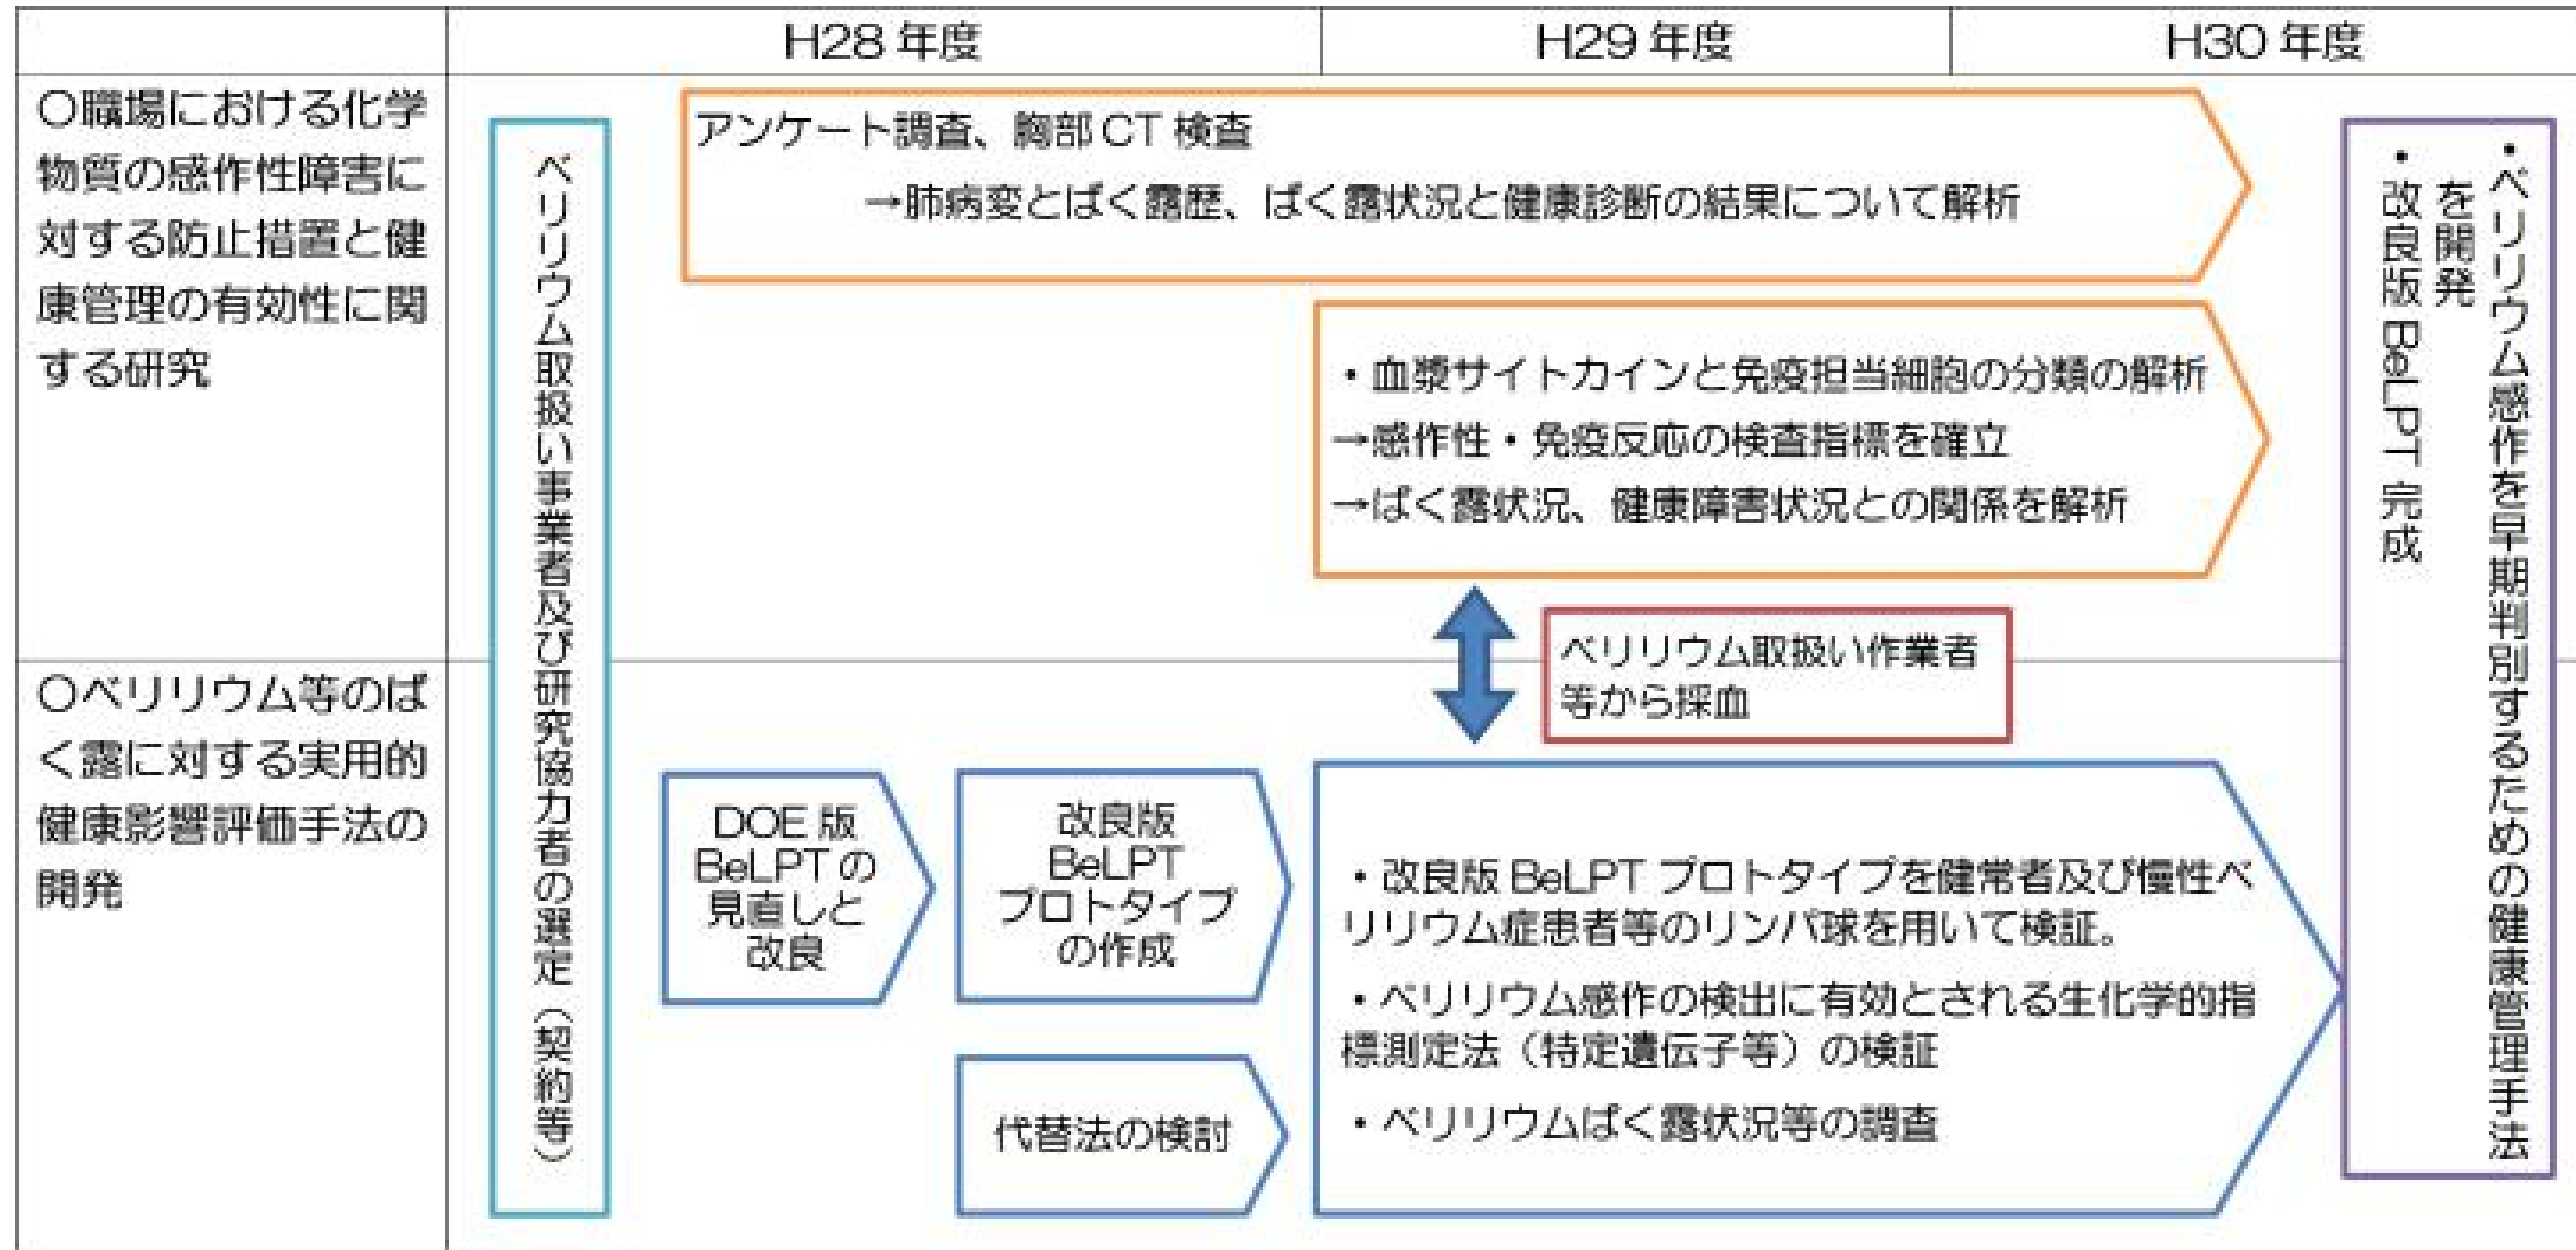 H28 年度
H29 年度
H30 年度
〇職場における化学
物質の感作性障害に
対する防止措置と健
康管理の有効性に関
する研究
ベリリウム取扱い事業者及び研究協力者の選定（契約等）
アンケート調査、胸部 CT 検査
→肺病変とばく露歴、ばく露状況と健康診断の結果について解析
・血漿サイトカインと免疫担当細胞の分類の解析
→感作性・免疫反応の検査指標を確立
→ばく露状況、健康障害状況との関係を解析
ベリリウム取扱い作業者
等から採血
〇ベリリウム等のば
く露に対する実用的
健康影響評価手法の
開発
DOE 版
BeLPT の
見直しと
改良
改良版
BeLPT
プロトタイプ
の作成
代替法の検討
・改良版 BeLPT プロトタイプを健常者及び慢性ベ
リリウム症患者等のリンパ球を用いて検証。
・ベリリウム感作の検出に有効とされる生化学的指
標測定法（特定遺伝子等）の検証
・ベリリウムばく露状況等の調査
・ベリリウム感作を早期判別するための健康管理手法
を開発
・改良版 BeLPT 完成